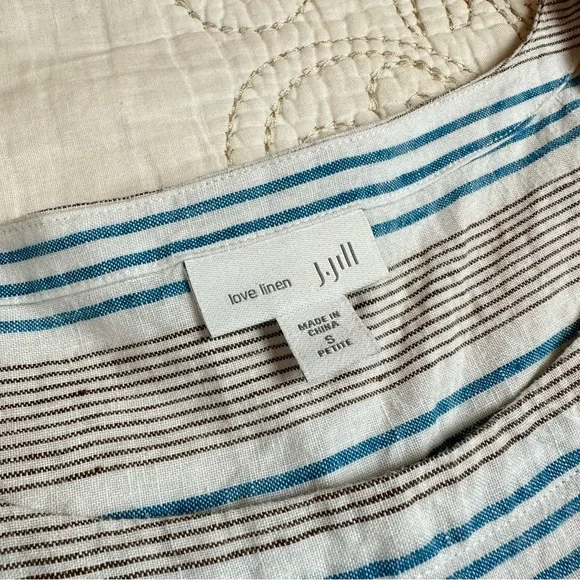 love linen J.Jill
MADE IN
CHINA
S
PETITE